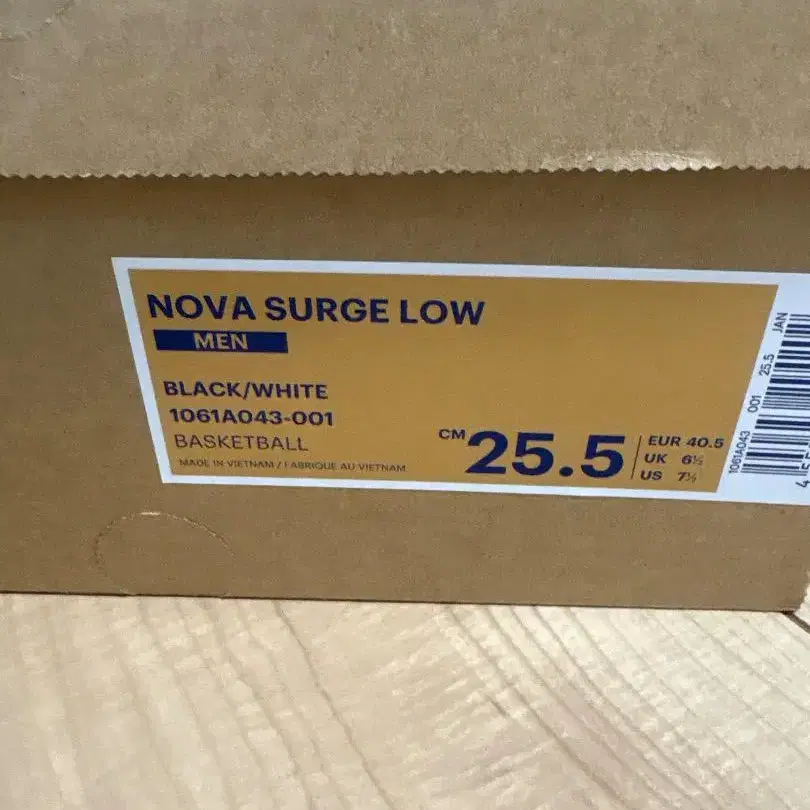 NOVA SURGE LOW
MEN
BLACK/WHITE
1061A043-001
BASKETBALL
MADE IN VIETNAM / FABRIQUE AU VIETNAM
CM 25.5
EUR 40.5
UK 6½
US 7½
1061A043 001 25.5 JAN